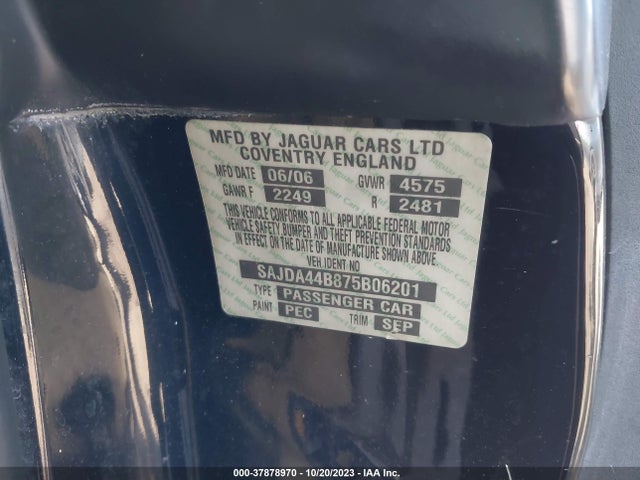 MFD BY JAGUAR CARS LTD
COVENTRY ENGLAND
MFD DATE 06/06 GVWR 4575
GAWR F 2249 R 2481
THIS VEHICLE CONFORMS TO ALL APPLICABLE FEDERAL MOTOR
VEHICLE SAFETY BUMPER AND THEFT PREVENTION STANDARDS
IN EFFECT ON THE DATE OF MANUFACTURE SHOWN ABOVE.
VEH.IDENT NO
SAJDA44B875B06201
TYPE PASSENGER CAR
PAINT PEC TRIM SEP
000-37878970 - 10/20/2023 - IAA Inc.